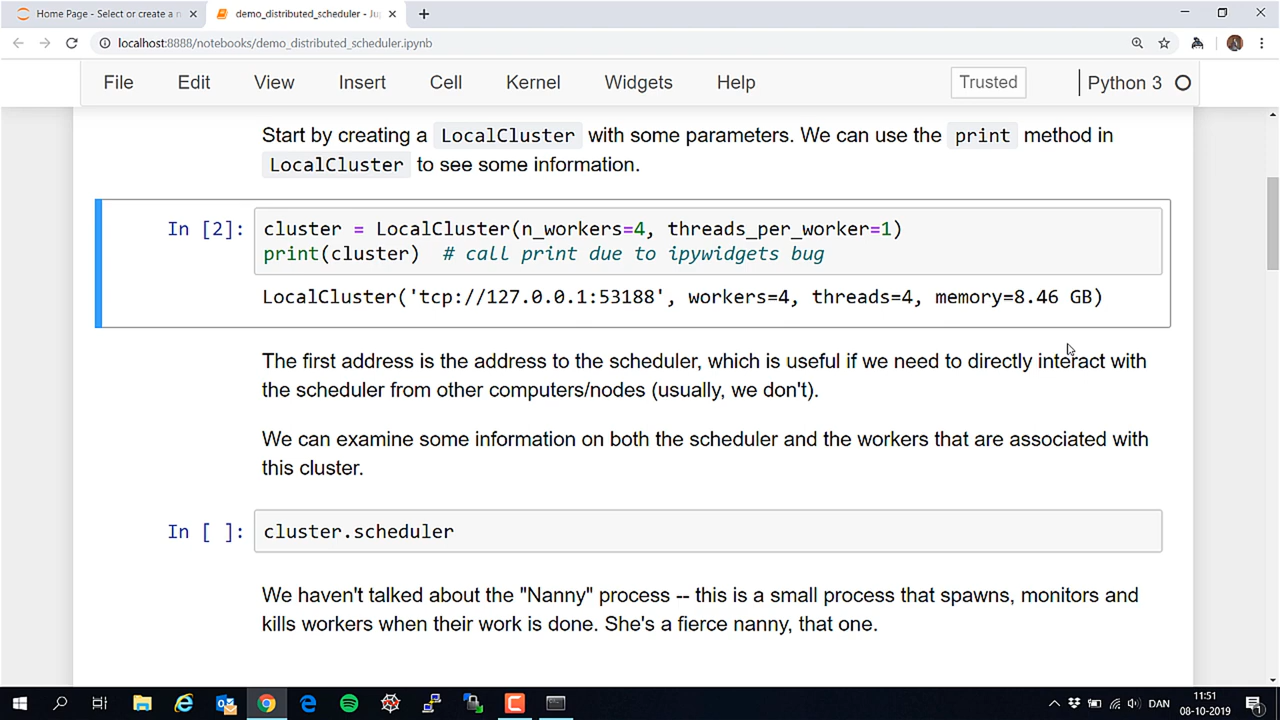 Home Page - Select or create a n
demo_distributed_scheduler - Ju
localhost:8888/notebooks/demo_distributed_scheduler.ipynb
File Edit View Insert Cell Kernel Widgets Help Trusted Python 3
Start by creating a LocalCluster with some parameters. We can use the print method in
LocalCluster to see some information.
In [2]: cluster = LocalCluster(n_workers=4, threads_per_worker=1)
print(cluster) # call print due to ipywidgets bug
LocalCluster('tcp://127.0.0.1:53188', workers=4, threads=4, memory=8.46 GB)
The first address is the address to the scheduler, which is useful if we need to directly interact with
the scheduler from other computers/nodes (usually, we don't).
We can examine some information on both the scheduler and the workers that are associated with
this cluster.
In [ ]: cluster.scheduler
We haven't talked about the "Nanny" process -- this is a small process that spawns, monitors and
kills workers when their work is done. She's a fierce nanny, that one.
DAN
11:51
08-10-2019
1